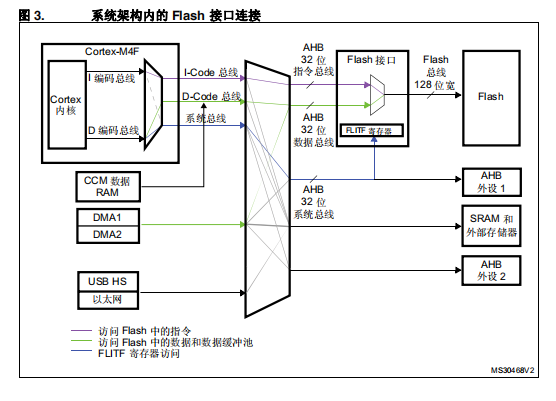 图 3. 系统架构内的 Flash 接口连接
Cortex-M4F
Cortex
内核
I 编码总线
D 编码总线
I-Code 总线
D-Code 总线
系统总线
CCM 数据
RAM
DMA1
DMA2
USB HS
以太网
AHB
32 位
指令总线
AHB
32 位
数据总线
AHB
32 位
系统总线
Flash 接口
FLITF 寄存器
Flash
总线
128 位宽
Flash
AHB
外设 1
SRAM 和
外部存储器
AHB
外设 2
访问 Flash 中的指令
访问 Flash 中的数据和数据缓冲池
FLITF 寄存器访问
MS30468V2